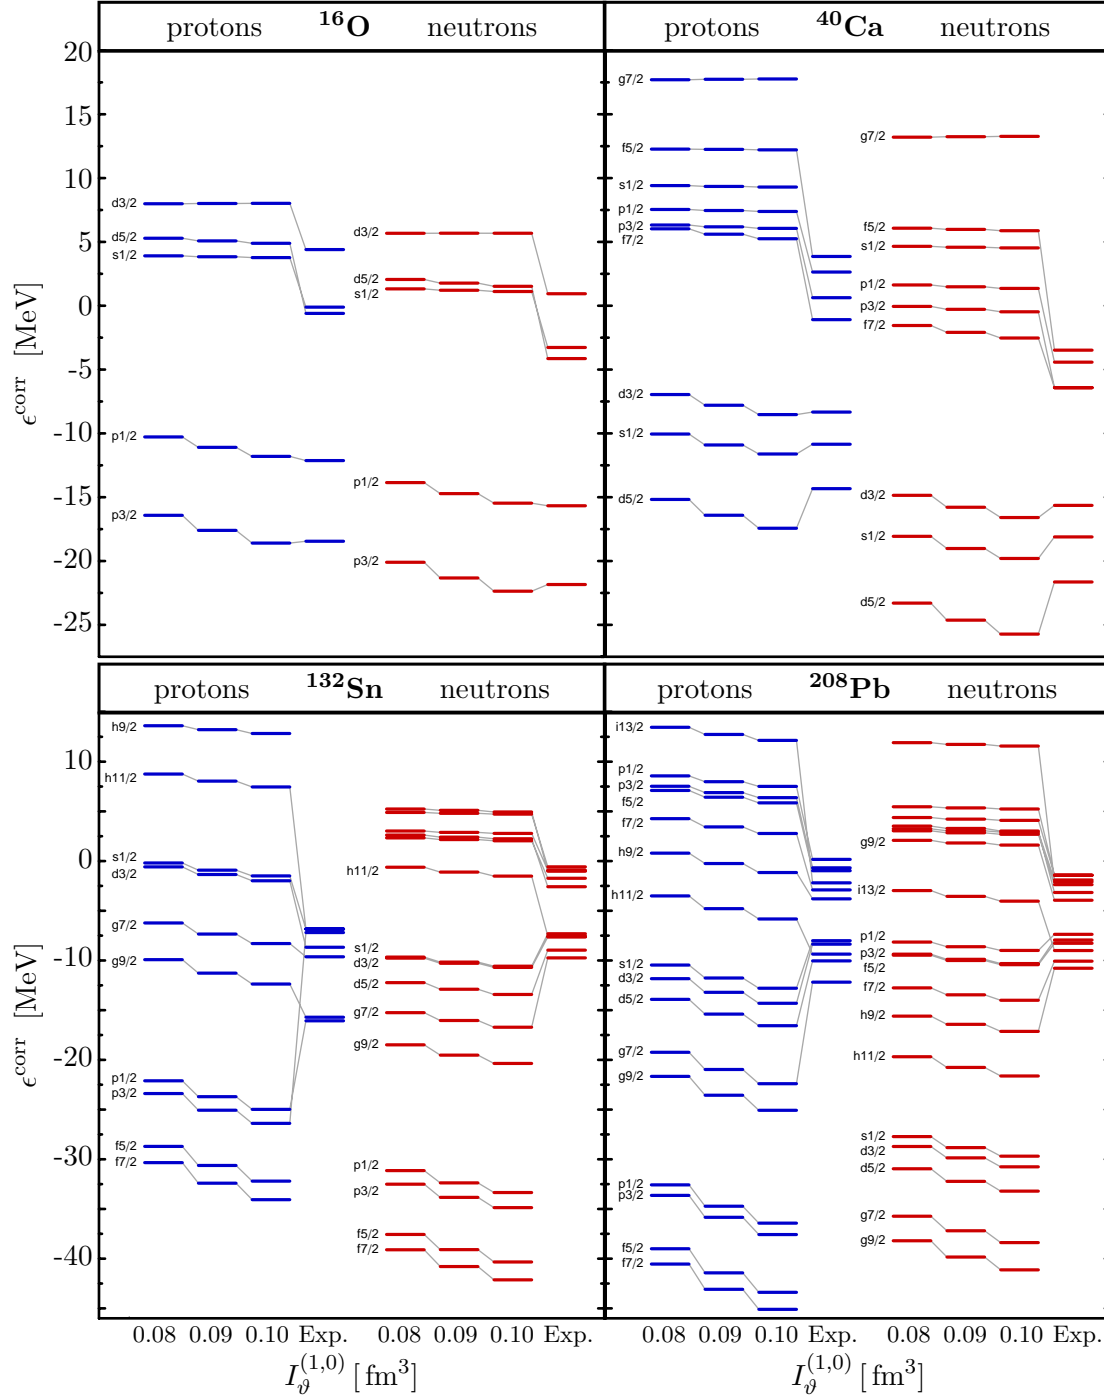 protons ¹⁶O neutrons
protons ⁴⁰Ca neutrons
20
15
10
5
0
-5
-10
-15
-20
-25
ϵ^corr [MeV]
d3/2
d5/2
s1/2
p1/2
p3/2
d3/2
d5/2
s1/2
p1/2
p3/2
g7/2
f5/2
s1/2
p1/2
p3/2
f7/2
d3/2
s1/2
d5/2
g7/2
f5/2
s1/2
p1/2
p3/2
f7/2
d3/2
s1/2
d5/2
protons ¹³²Sn neutrons
protons ²⁰⁸Pb neutrons
10
0
-10
-20
-30
-40
ϵ^corr [MeV]
h9/2
h11/2
s1/2
d3/2
g7/2
g9/2
p1/2
p3/2
f5/2
f7/2
h11/2
s1/2
d3/2
d5/2
g7/2
g9/2
p1/2
p3/2
f5/2
f7/2
i13/2
p1/2
p3/2
f5/2
f7/2
h9/2
h11/2
s1/2
d3/2
d5/2
g7/2
g9/2
p1/2
p3/2
f5/2
f7/2
g9/2
i13/2
p1/2
p3/2
f5/2
f7/2
h9/2
h11/2
s1/2
d3/2
d5/2
g7/2
g9/2
0.08 0.09 0.10 Exp. 0.08 0.09 0.10 Exp.
0.08 0.09 0.10 Exp. 0.08 0.09 0.10 Exp.
I_ϑ^(1,0) [fm³]
I_ϑ^(1,0) [fm³]